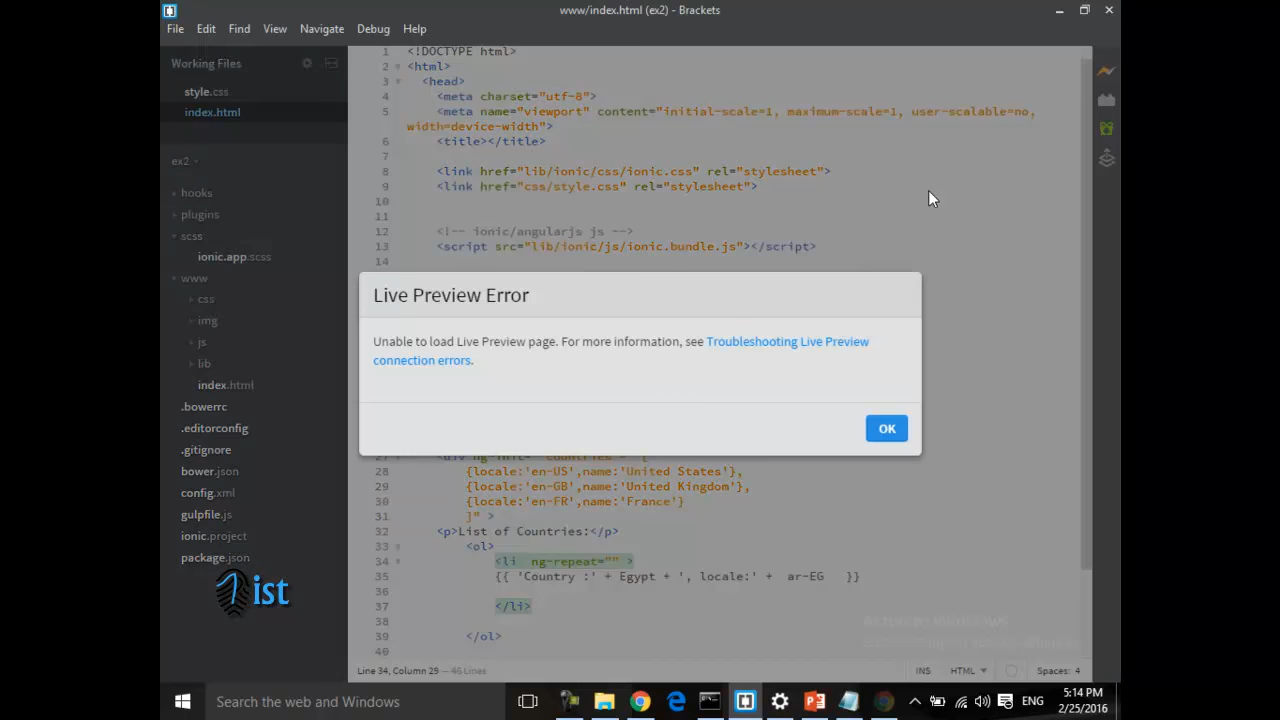 www/index.html (ex2) - Brackets
File Edit Find View Navigate Debug Help
Working Files
style.css
index.html
ex2
hooks
plugins
scss
ionic.app.scss
www
css
img
js
lib
index.html
.bowerrc
.editorconfig
.gitignore
bower.json
config.xml
gulpfile.js
ionic.project
package.json
1ist
1 <!DOCTYPE html>
2 <html>
3 <head>
4 <meta charset="utf-8">
5 <meta name="viewport" content="initial-scale=1, maximum-scale=1, user-scalable=no,
width=device-width">
6 <title></title>
7
8 <link href="lib/ionic/css/ionic.css" rel="stylesheet">
9 <link href="css/style.css" rel="stylesheet">
10
11
12 <!-- ionic/angularjs js -->
13 <script src="lib/ionic/js/ionic.bundle.js"></script>
14
Live Preview Error
Unable to load Live Preview page. For more information, see Troubleshooting Live Preview
connection errors.
OK
28 {locale:'en-US',name:'United States'},
29 {locale:'en-GB',name:'United Kingdom'},
30 {locale:'en-FR',name:'France'}
31 ]" >
32 <p>List of Countries:</p>
33 <ol>
34 <li ng-repeat="" >
35 {{ 'Country :' + Egypt + ', locale:' + ar-EG }}
36
37 </li>
38
39 </ol>
40
Line 34, Column 29 — 46 Lines
INS HTML Spaces: 4
Search the web and Windows
ENG
5:14 PM
2/25/2016